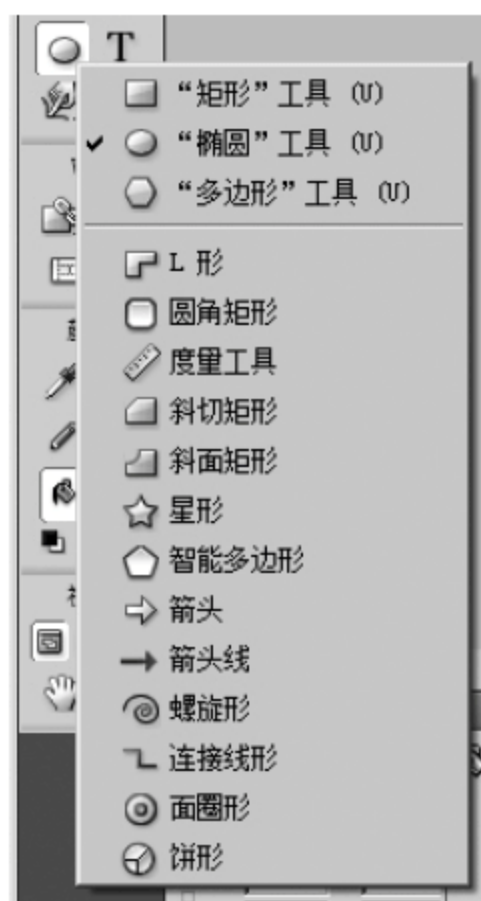 T
“矩形”工具 (U)
“椭圆”工具 (U)
“多边形”工具 (U)
L 形
圆角矩形
度量工具
斜切矩形
斜面矩形
星形
智能多边形
箭头
箭头线
螺旋形
连接线形
面圈形
饼形